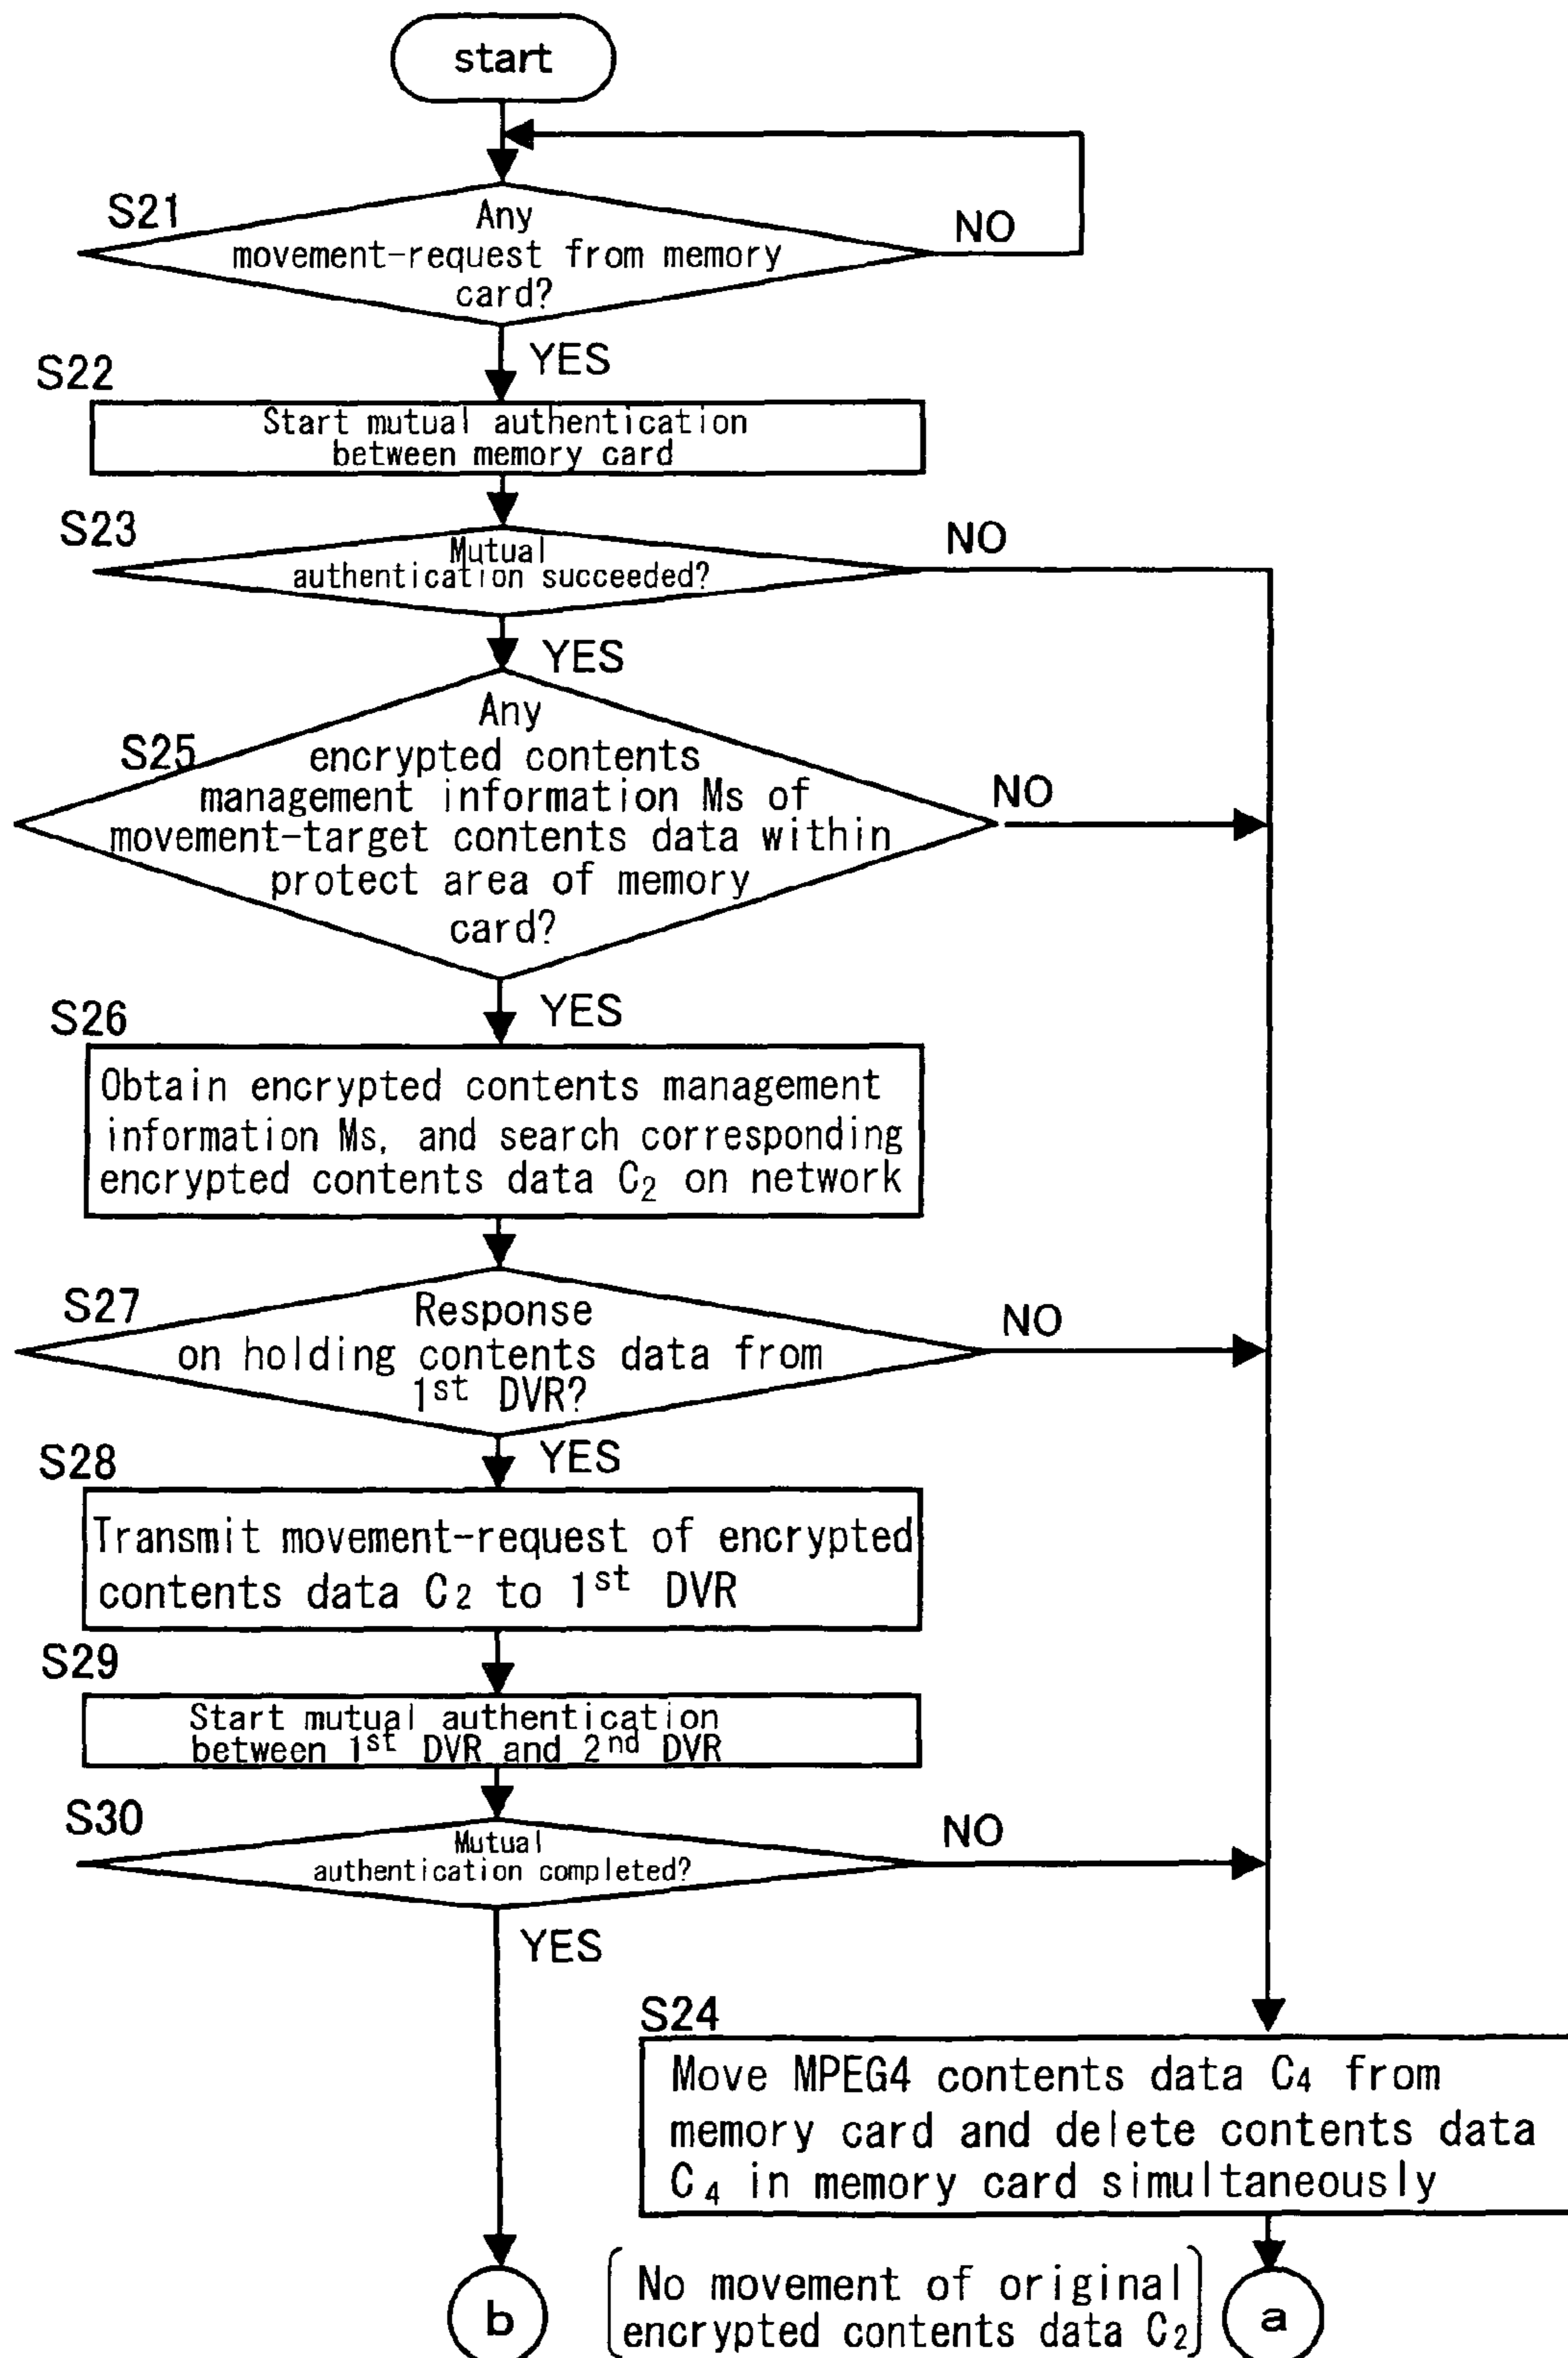 start
S21
Any
movement-request from memory
card?
NO
YES
S22
Start mutual authentication
between memory card
S23
Mutual
authentication succeeded?
NO
YES
S25
Any
encrypted contents
management information Ms of
movement-target contents data within
protect area of memory
card?
NO
YES
S26
Obtain encrypted contents management
information Ms, and search corresponding
encrypted contents data C₂ on network
S27
Response
on holding contents data from
1st DVR?
NO
YES
S28
Transmit movement-request of encrypted
contents data C₂ to 1st DVR
S29
Start mutual authentication
between 1st DVR and 2nd DVR
S30
Mutual
authentication completed?
NO
YES
S24
Move MPEG4 contents data C₄ from
memory card and delete contents data
C₄ in memory card simultaneously
b
[No movement of original
encrypted contents data C₂]
a